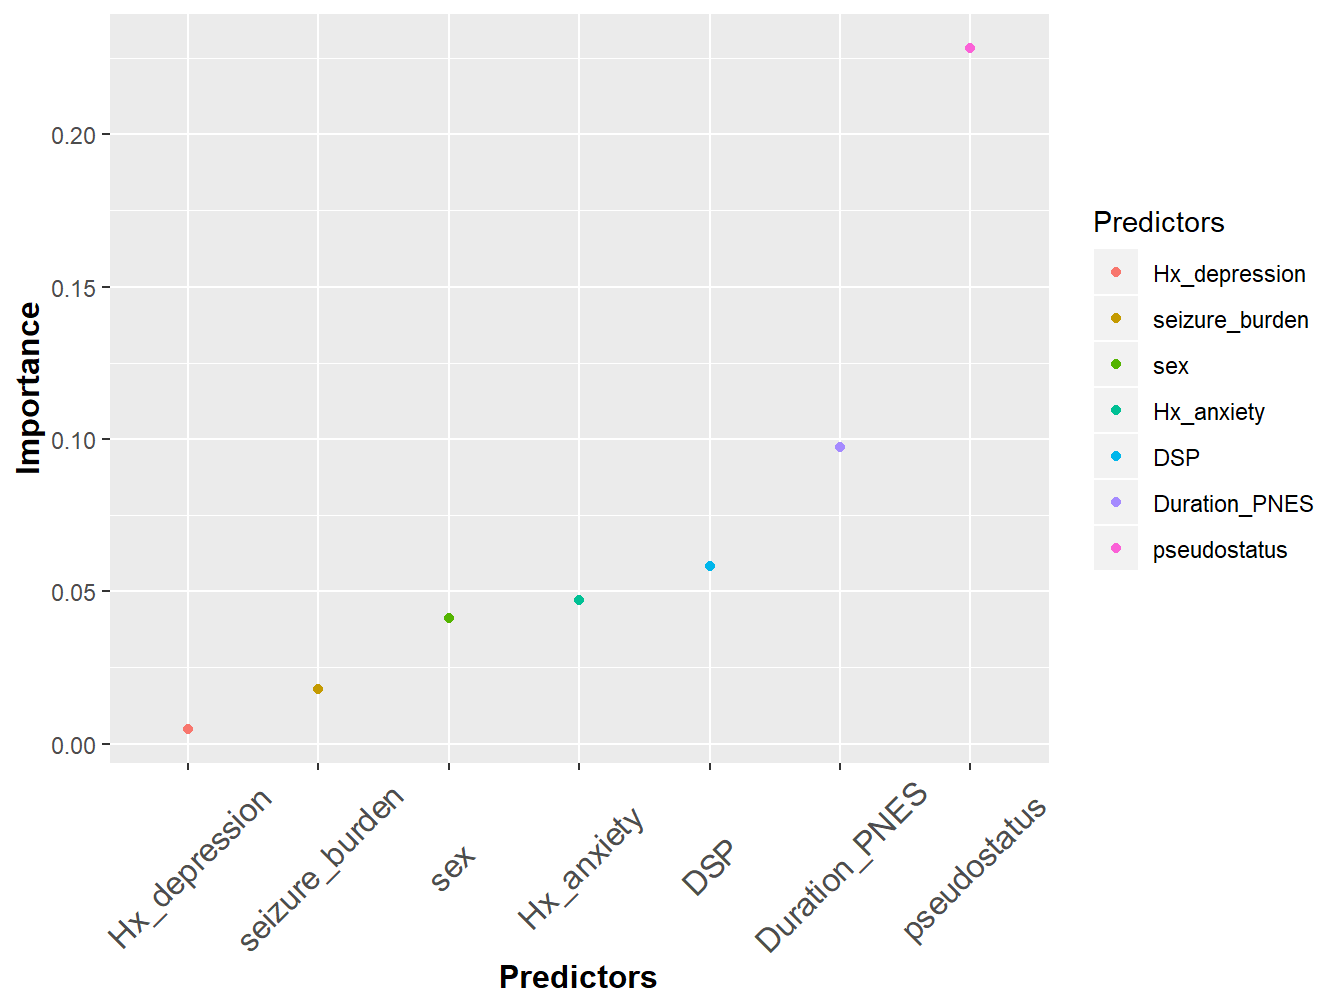 0.20
0.15
0.10
0.05
0.00
Importance
Hx_depression
seizure_burden
sex
Hx_anxiety
DSP
Duration_PNES
pseudostatus
Predictors
Predictors
Hx_depression
seizure_burden
sex
Hx_anxiety
DSP
Duration_PNES
pseudostatus